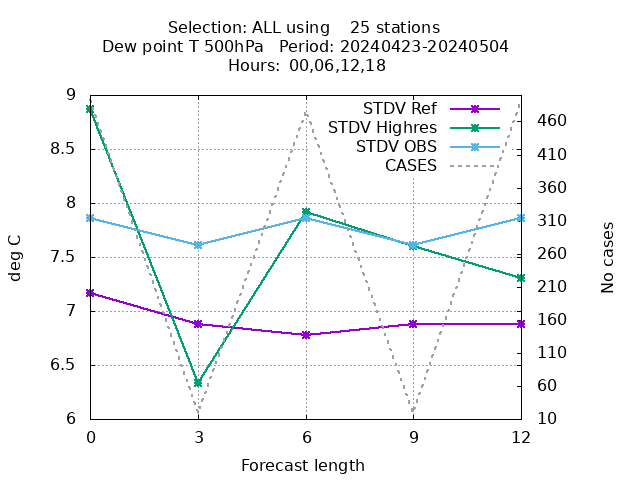 Selection: ALL using    25 stations
Dew point T 500hPa   Period: 20240423-20240504
Hours: 00,06,12,18
STDV Ref
STDV Highres
STDV OBS
CASES
9
8.5
8
7.5
7
6.5
6
deg C
460
410
360
310
260
210
160
110
60
10
No cases
0 3 6 9 12
Forecast length